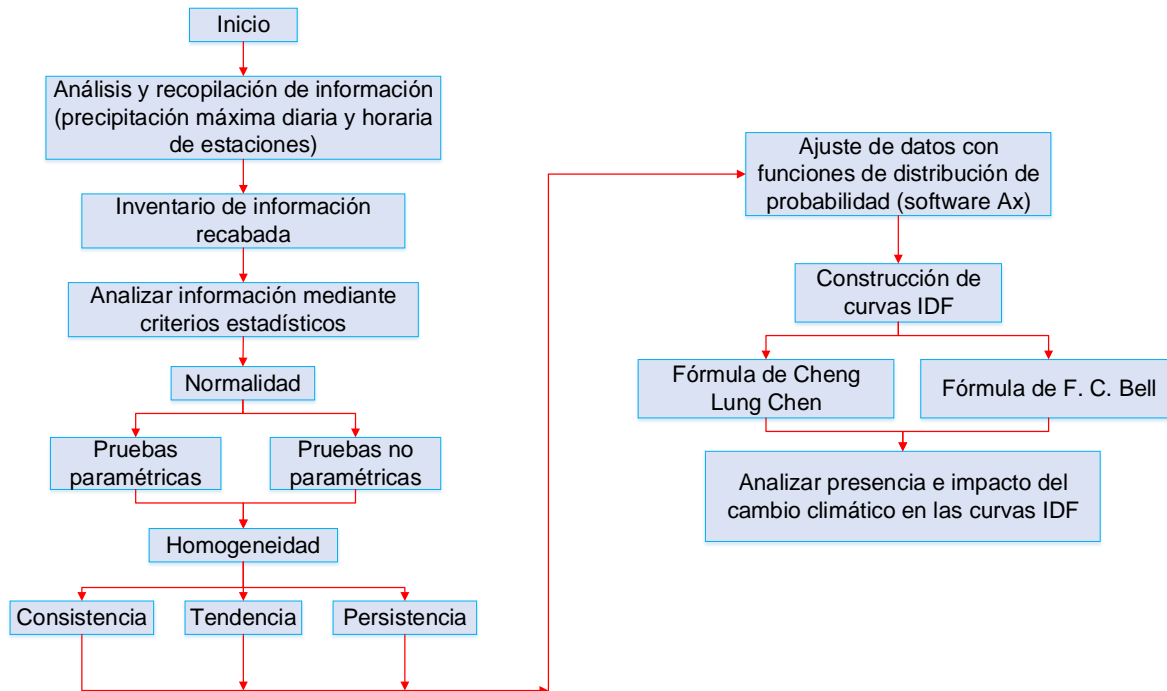 Inicio
Análisis y recopilación de información
(precipitación máxima diaria y horaria
de estaciones)
Inventario de información
recabada
Analizar información mediante
criterios estadísticos
Normalidad
Pruebas
paramétricas
Pruebas no
paramétricas
Homogeneidad
Consistencia
Tendencia
Persistencia
Ajuste de datos con
funciones de distribución de
probabilidad (software Ax)
Construcción de
curvas IDF
Fórmula de Cheng
Lung Chen
Fórmula de F. C. Bell
Analizar presencia e impacto del
cambio climático en las curvas IDF